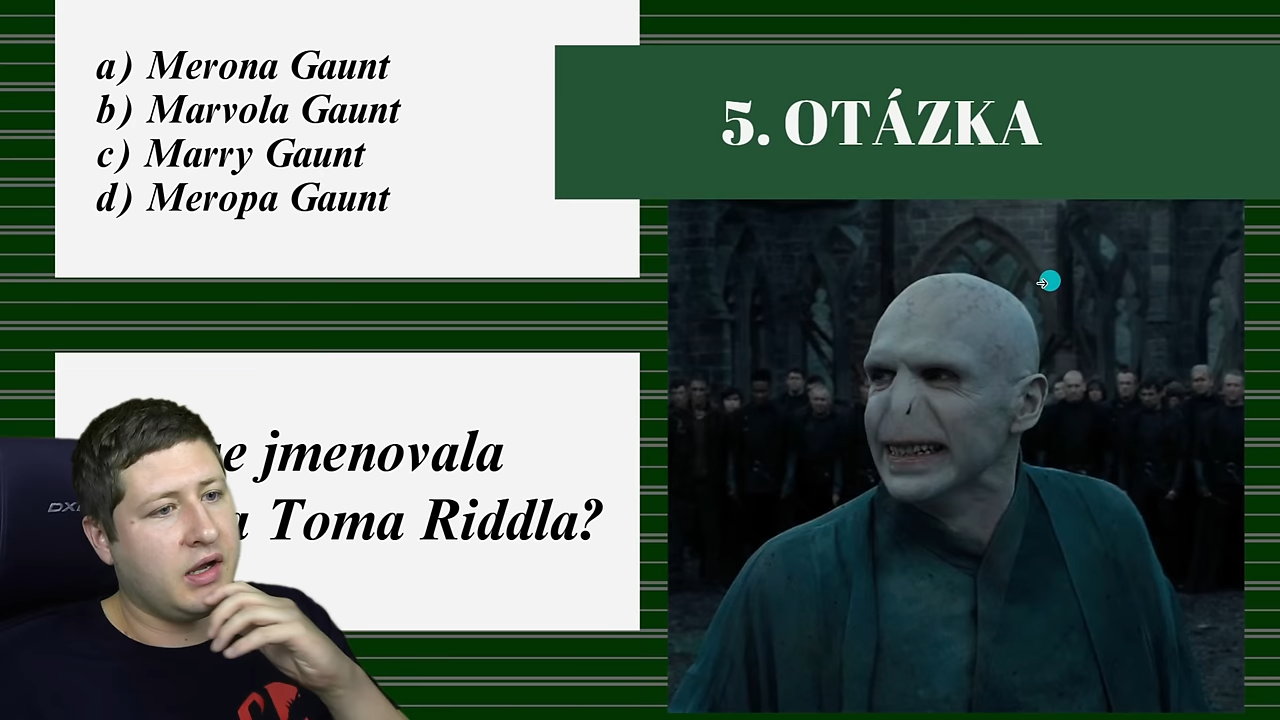 a) Merona Gaunt
b) Marvola Gaunt
c) Marry Gaunt
d) Meropa Gaunt
5. OTÁZKA
jmenovala
Toma Riddla?